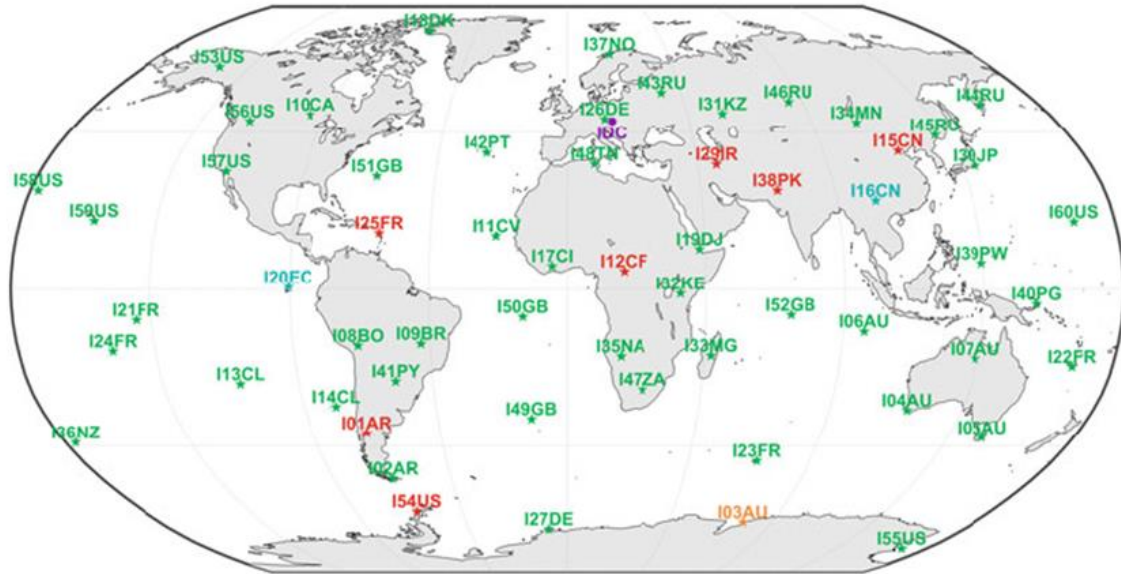 I18DK
I53US
I37NO
I43RU
I46RU
I44RU
I56US
I10CA
I26DE
I31KZ
I34MN
I45RU
IDC
I15CN
I42PT
I48TN
I29IR
I30JP
I57US
I51GB
I58US
I38PK
I16CN
I59US
I25FR
I11CV
I60US
I17CI
I12CF
I19DJ
I39PW
I20EC
I32KE
I40PG
I21FR
I50GB
I52GB
I06AU
I24FR
I08BO
I09BR
I35NA
I33MG
I07AU
I22FR
I13CL
I41PY
I47ZA
I14CL
I49GB
I04AU
I01AR
I36NZ
I05AU
I23FR
I02AR
I54US
I27DE
I03AU
I55US